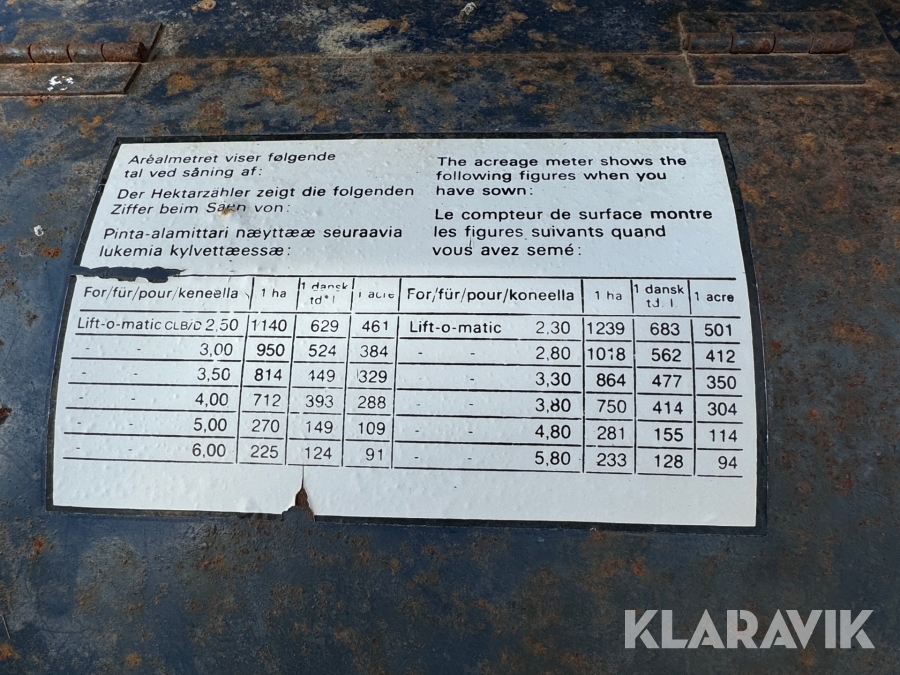 Arealmetret viser følgende
tal ved såning af:
Der Hektarzähler zeigt die folgenden
Ziffer beim Säen von:
Pinta-alamittari næyttææ seuraavia
lukemia kylvettæessæ:
The acreage meter shows the
following figures when you
have sown:
Le compteur de surface montre
les figures suivants quand
vous avez semé:
For/für/pour/keneella 1 ha 1 dansk td. l. 1 acre
Lift-o-matic CLB/D 2,50 1140 629 461
- - 3,00 950 524 384
- - 3,50 814 449 329
- - 4,00 712 393 288
- - 5,00 270 149 109
- - 6,00 225 124 91
For/für/pour/koneella 1 ha 1 dansk td. l. 1 acre
Lift-o-matic 2,30 1239 683 501
- - 2,80 1018 562 412
- - 3,30 864 477 350
- - 3,80 750 414 304
- - 4,80 281 155 114
- - 5,80 233 128 94
KLARAVIK